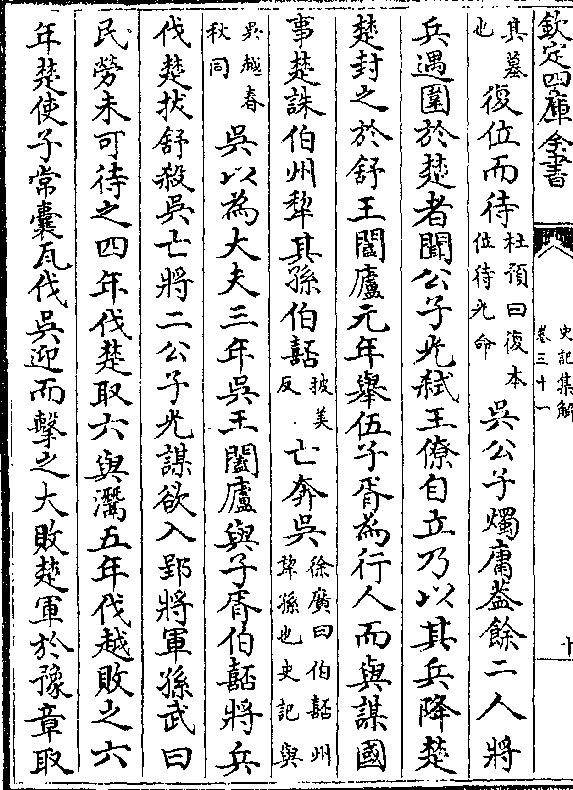 欽定四庫全書
史記集解
卷三十一
十
其墓
也
復位而待
杜預曰復本
位待光命
吳公子燭庸蓋餘二人將
兵遇圍於楚者聞公子光弑王僚自立乃以其兵降楚
楚封之於舒王闔廬元年舉伍子胥為行人而與謀國
事楚誅伯州犂其孫伯嚭
披美
反
亡奔吳
徐廣曰伯嚭州
犂孫也史記與
吳越春
秋同
吳以為大夫三年吳王闔廬與子胥伯嚭將兵
伐楚拔舒殺吳亡將二公子光謀欲入郢將軍孫武曰
民勞未可待之四年伐楚取六與灊五年伐越敗之六
年楚使子常囊瓦伐吳迎而擊之大敗楚軍於豫章取